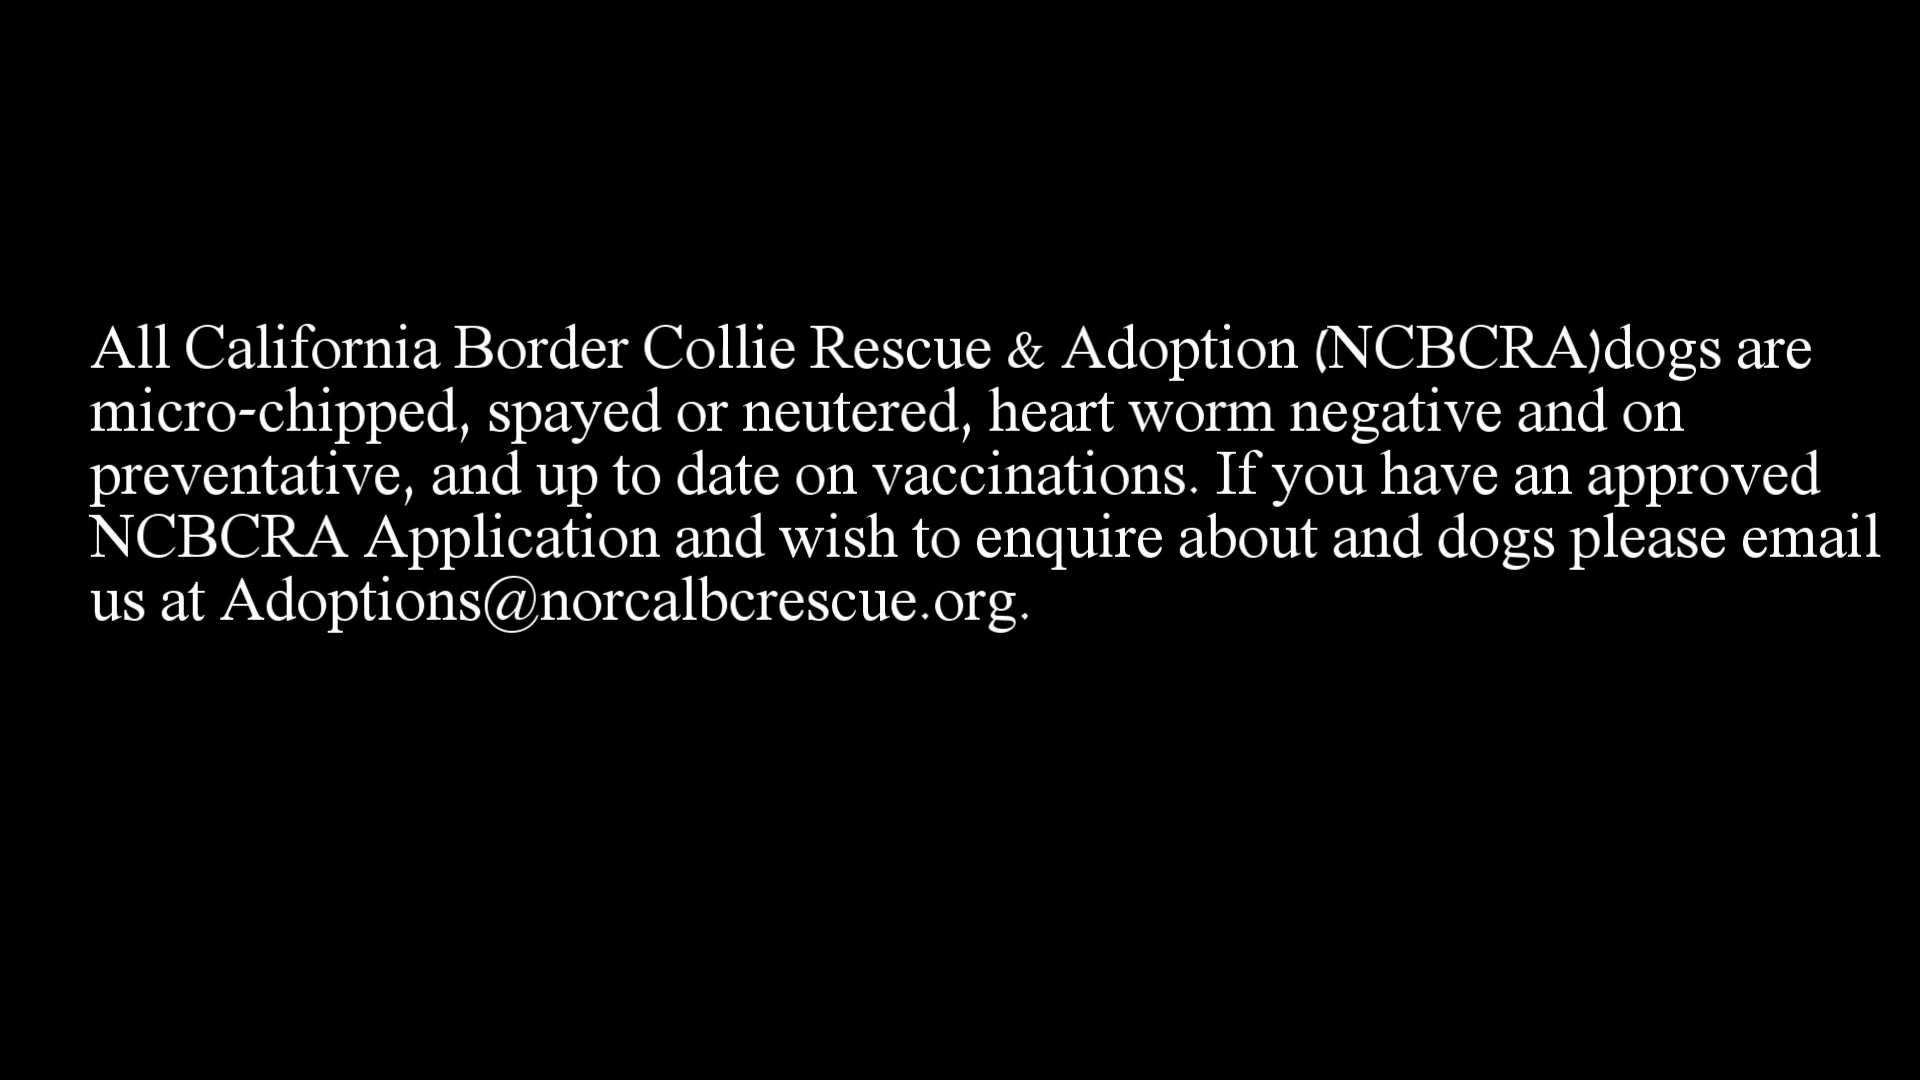 All California Border Collie Rescue & Adoption (NCBCRA)dogs are
micro-chipped, spayed or neutered, heart worm negative and on
preventative, and up to date on vaccinations. If you have an approved
NCBCRA Application and wish to enquire about and dogs please email
us at Adoptions@norcalbcrescue.org.